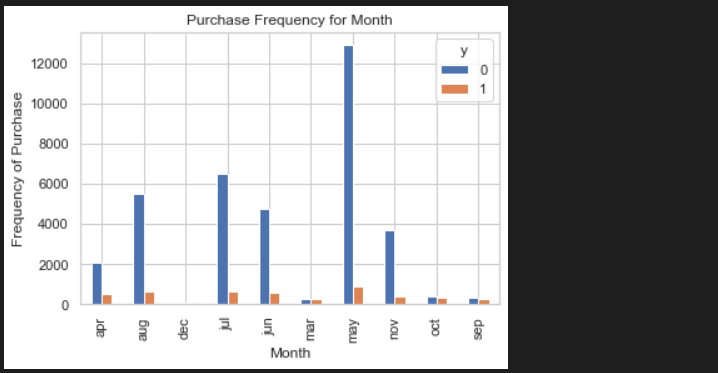 Purchase Frequency for Month
y
0
1
12000
10000
8000
6000
4000
2000
0
Frequency of Purchase
apr
aug
dec
jul
jun
mar
may
nov
oct
sep
Month